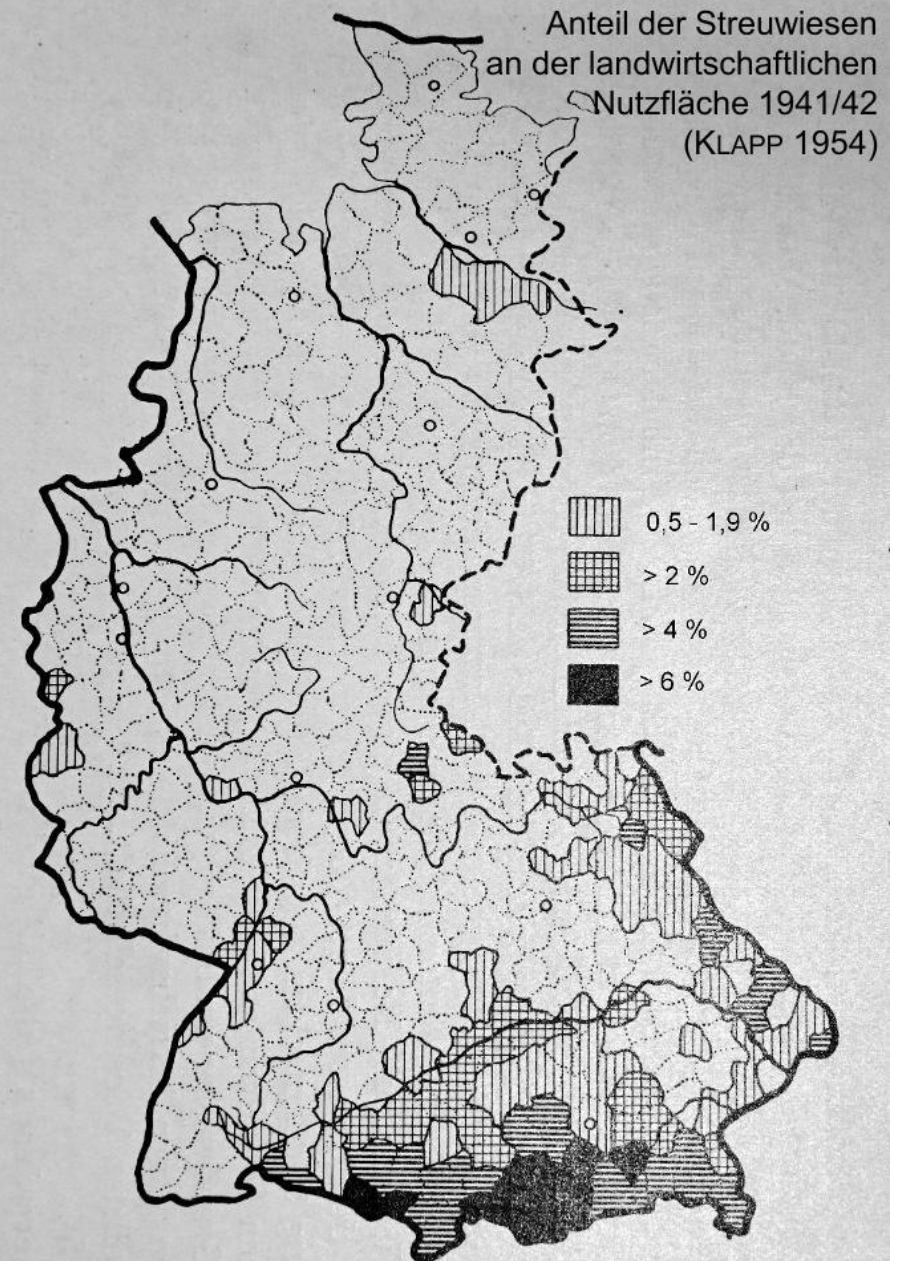 Anteil der Streuwiesen
an der landwirtschaftlichen
Nutzfläche 1941/42
(KLAPP 1954)
0,5 - 1,9 %
> 2 %
> 4 %
> 6 %